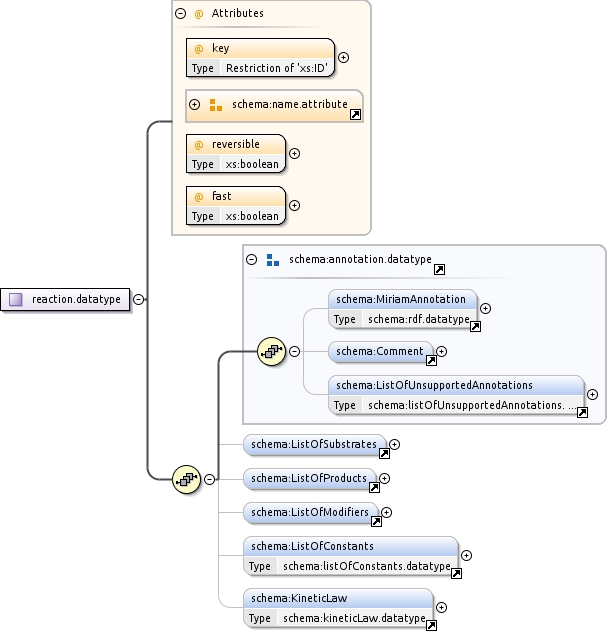 Attributes
@ key
Type Restriction of 'xs:ID'
schema:name.attribute
@ reversible
Type xs:boolean
@ fast
Type xs:boolean
schema:annotation.datatype
reaction.datatype
schema:MiriamAnnotation
Type schema:rdf.datatype
schema:Comment
schema:ListOfUnsupportedAnnotations
Type schema:listOfUnsupportedAnnotations. ...
schema:ListOfSubstrates
schema:ListOfProducts
schema:ListOfModifiers
schema:ListOfConstants
Type schema:listOfConstants.datatype
schema:KineticLaw
Type schema:kineticLaw.datatype